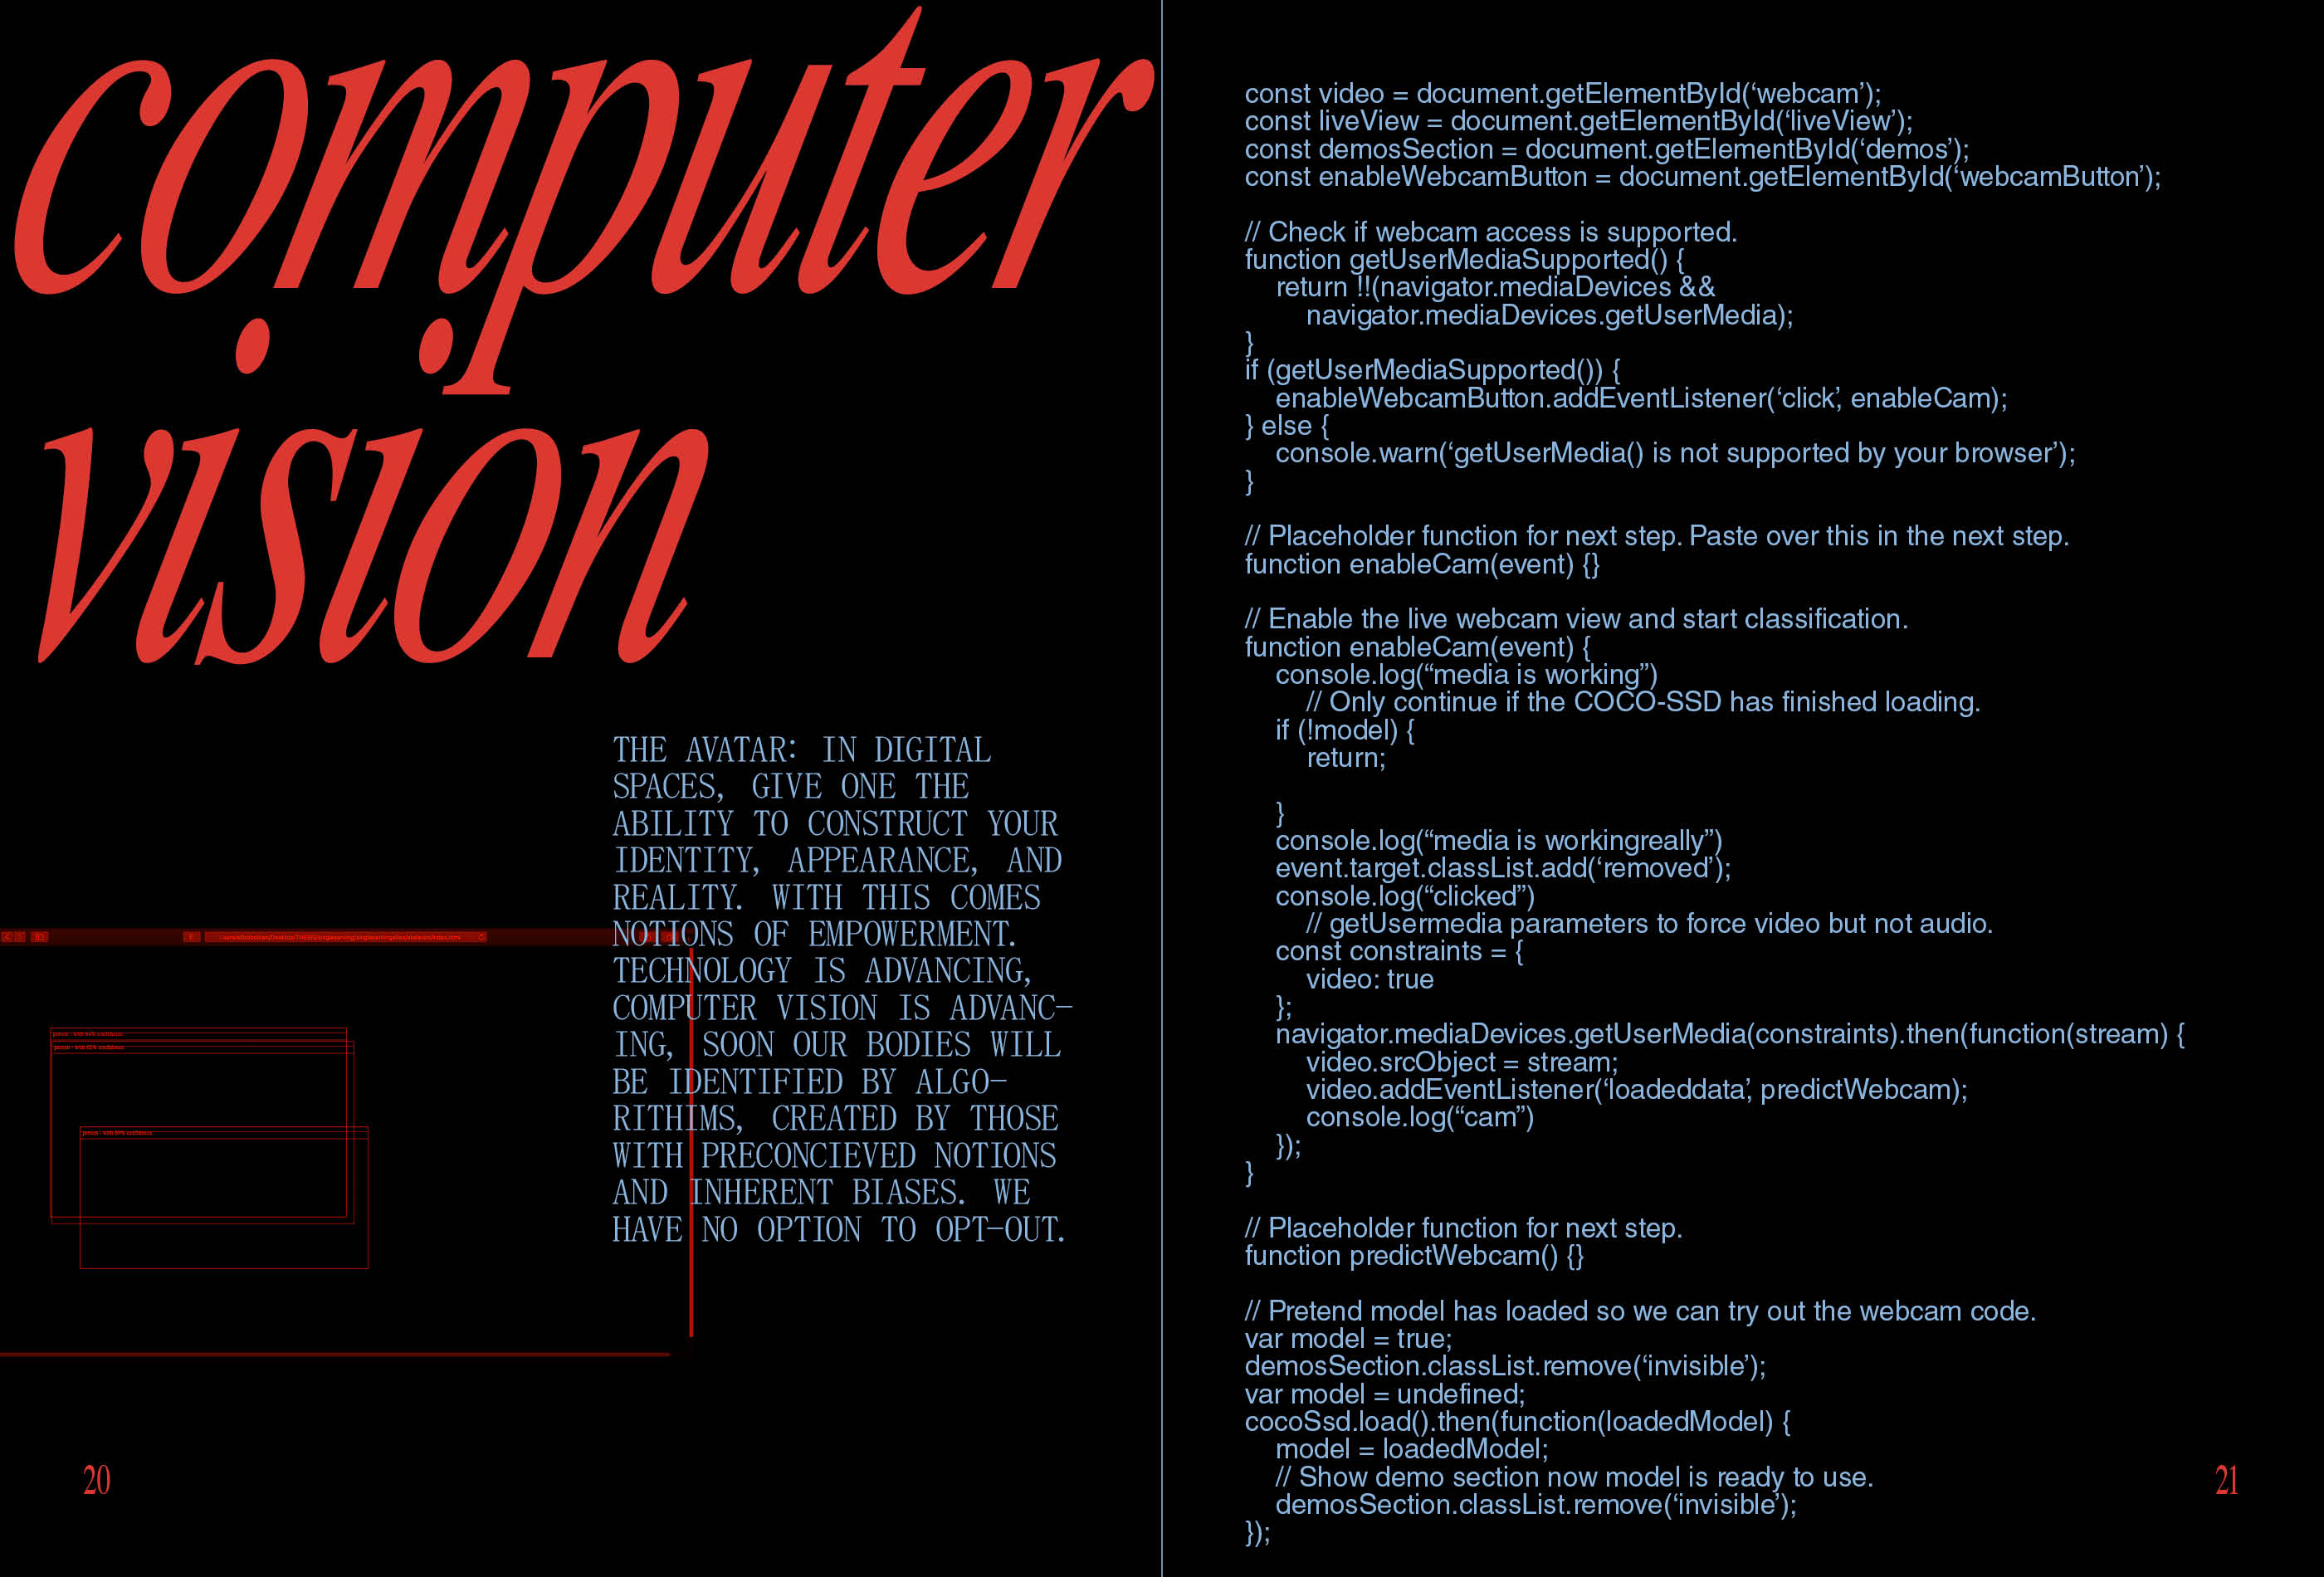 computer
vision
THE AVATAR: IN DIGITAL
SPACES, GIVE ONE THE
ABILITY TO CONSTRUCT YOUR
IDENTITY, APPEARANCE, AND
REALITY. WITH THIS COMES
NOTIONS OF EMPOWERMENT.
TECHNOLOGY IS ADVANCING,
COMPUTER VISION IS ADVANC-
ING, SOON OUR BODIES WILL
BE IDENTIFIED BY ALGO-
RITHIMS, CREATED BY THOSE
WITH PRECONCIEVED NOTIONS
AND INHERENT BIASES. WE
HAVE NO OPTION TO OPT-OUT.
person - with
person - with
person - with
20
const video = document.getElementById(‘webcam’);
const liveView = document.getElementById(‘liveView’);
const demosSection = document.getElementById(‘demos’);
const enableWebcamButton = document.getElementById(‘webcamButton’);
// Check if webcam access is supported.
function getUserMediaSupported() {
return !!(navigator.mediaDevices &&
navigator.mediaDevices.getUserMedia);
}
if (getUserMediaSupported()) {
enableWebcamButton.addEventListener(‘click’, enableCam);
} else {
console.warn(‘getUserMedia() is not supported by your browser’);
}
// Placeholder function for next step. Paste over this in the next step.
function enableCam(event) {}
// Enable the live webcam view and start classification.
function enableCam(event) {
console.log(“media is working”)
// Only continue if the COCO-SSD has finished loading.
if (!model) {
return;
}
console.log(“media is workingreally”)
event.target.classList.add(‘removed’);
console.log(“clicked”)
// getUsermedia parameters to force video but not audio.
const constraints = {
video: true
};
navigator.mediaDevices.getUserMedia(constraints).then(function(stream) {
video.srcObject = stream;
video.addEventListener(‘loadeddata’, predictWebcam);
console.log(“cam”)
});
}
// Placeholder function for next step.
function predictWebcam() {}
// Pretend model has loaded so we can try out the webcam code.
var model = true;
demosSection.classList.remove(‘invisible’);
var model = undefined;
cocoSsd.load().then(function(loadedModel) {
model = loadedModel;
// Show demo section now model is ready to use.
demosSection.classList.remove(‘invisible’);
});
21